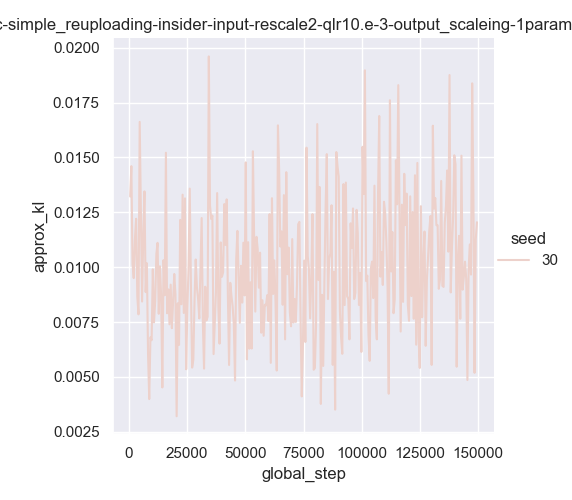 c-simple_reuploading-insider-input-rescale2-qlr10.e-3-output_scaleing-1param
0.0200
0.0175
0.0150
0.0125
0.0100
0.0075
0.0050
0.0025
approx_kl
0 25000 50000 75000 100000 125000 150000
global_step
seed
30